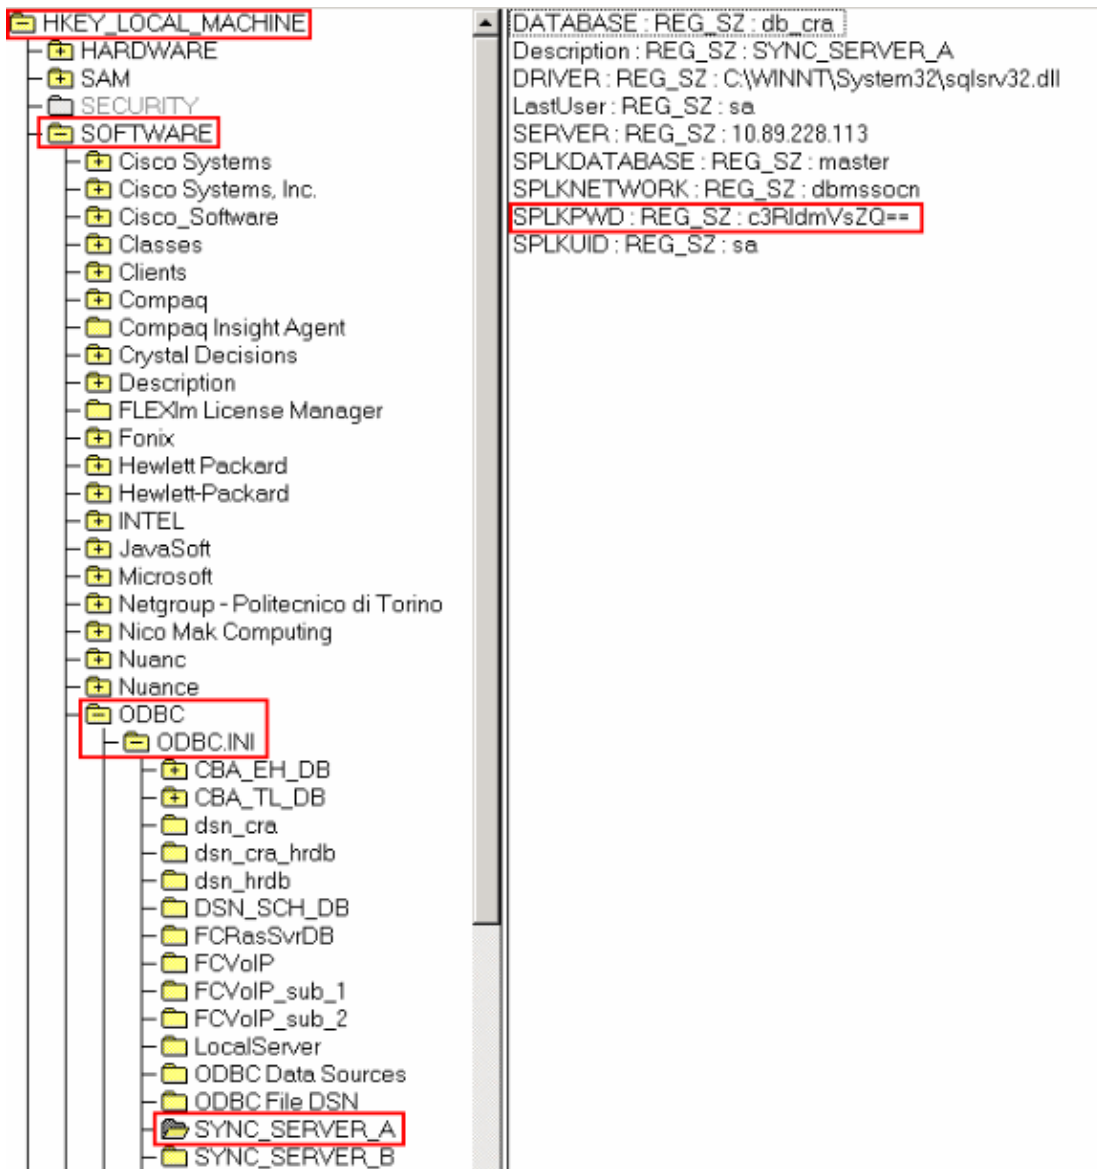 HKEY_LOCAL_MACHINE
HARDWARE
SAM
SECURITY
SOFTWARE
Cisco Systems
Cisco Systems, Inc.
Cisco_Software
Classes
Clients
Compaq
Compaq Insight Agent
Crystal Decisions
Description
FLEXlm License Manager
Fonix
Hewlett Packard
Hewlett-Packard
INTEL
JavaSoft
Microsoft
Netgroup - Politecnico di Torino
Nico Mak Computing
Nuanc
Nuance
ODBC
ODBC.INI
CBA_EH_DB
CBA_TL_DB
dsn_cra
dsn_cra_hrdb
dsn_hrdb
DSN_SCH_DB
FCRasSvrDB
FCVoIP
FCVoIP_sub_1
FCVoIP_sub_2
LocalServer
ODBC Data Sources
ODBC File DSN
SYNC_SERVER_A
SYNC_SERVER_B
DATABASE : REG_SZ : db_cra
Description : REG_SZ : SYNC_SERVER_A
DRIVER : REG_SZ : C:\WINNT\System32\sqlsrv32.dll
LastUser : REG_SZ : sa
SERVER : REG_SZ : 10.89.228.113
SPLKDATABASE : REG_SZ : master
SPLKNETWORK : REG_SZ : dbmssocn
SPLKPWD : REG_SZ : c3RldmVsZQ==
SPLKUID : REG_SZ : sa